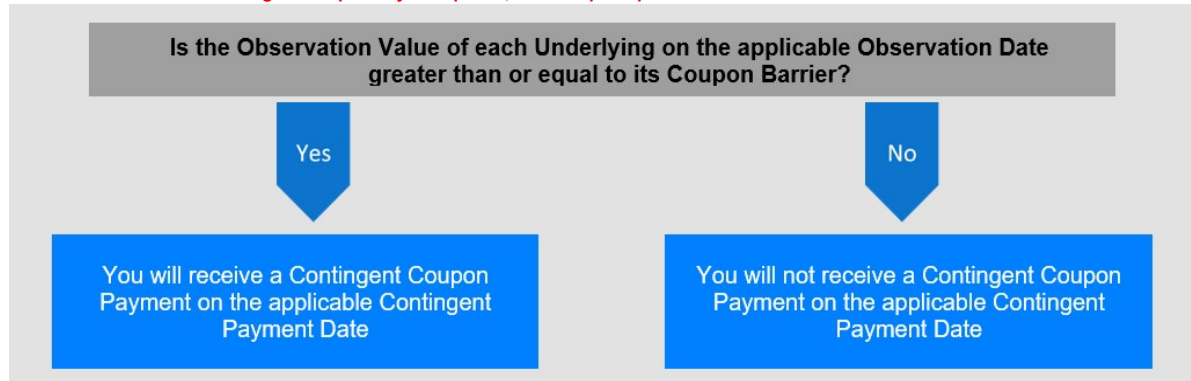 Is the Observation Value of each Underlying on the applicable Observation Date
greater than or equal to its Coupon Barrier?
Yes
No
You will receive a Contingent Coupon
Payment on the applicable Contingent
Payment Date
You will not receive a Contingent Coupon
Payment on the applicable Contingent
Payment Date